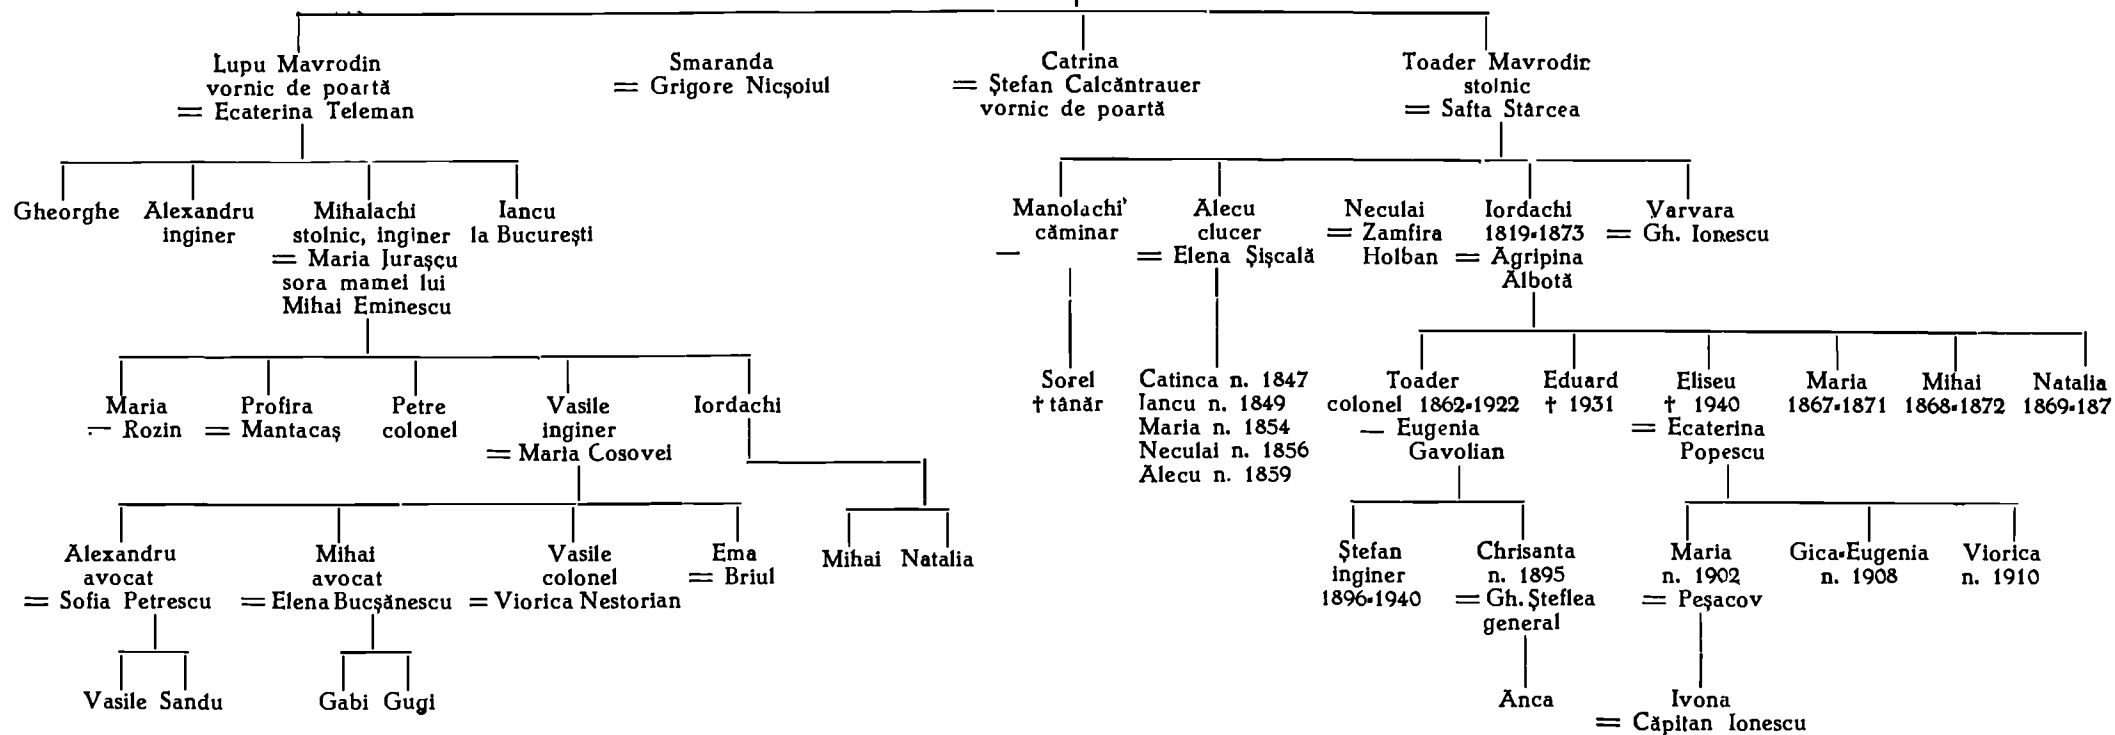 Lupu Mavrodin
vornic de poartă
= Ecaterina Teleman
Smaranda
= Grigore Nicșoiul
Catrina
= Ștefan Calcăntrauer
vornic de poartă
Toader Mavrodin
stolnic
= Safta Stârcea
Gheorghe
Alexandru
inginer
Mihalachi
stolnic, inginer
= Maria Jurașcu
sora mamei lui
Mihai Eminescu
Iancu
la București
Manolachi
căminar
—
Alecu
clucer
= Elena Șișcală
Neculai
= Zamfira
Holban
Iordachi
1819-1873
= Agripina
Albotă
Varvara
= Gh. Ionescu
Maria
— Rozin
Profira
= Mantacaș
Petre
colonel
Vasile
inginer
= Maria Cosovei
Iordachi
Sorel
† tânăr
Catinca n. 1847
Iancu n. 1849
Maria n. 1854
Neculai n. 1856
Alecu n. 1859
Toader
colonel 1862-1922
— Eugenia
Gavolian
Eduard
† 1931
Eliseu
† 1940
= Ecaterina
Popescu
Maria
1867-1871
Mihai
1868-1872
Natalia
1869-187
Alexandru
avocat
= Sofia Petrescu
Mihai
avocat
= Elena Bucșănescu
Vasile
colonel
= Viorica Nestorian
Ema
= Briul
Mihai Natalia
Ștefan
inginer
1896-1940
Chrisanta
n. 1895
= Gh. Șteflea
general
Maria
n. 1902
= Peșacov
Gica-Eugenia
n. 1908
Viorica
n. 1910
Vasile Sandu
Gabi Gugi
Anca
Ivona
= Căpitan Ionescu